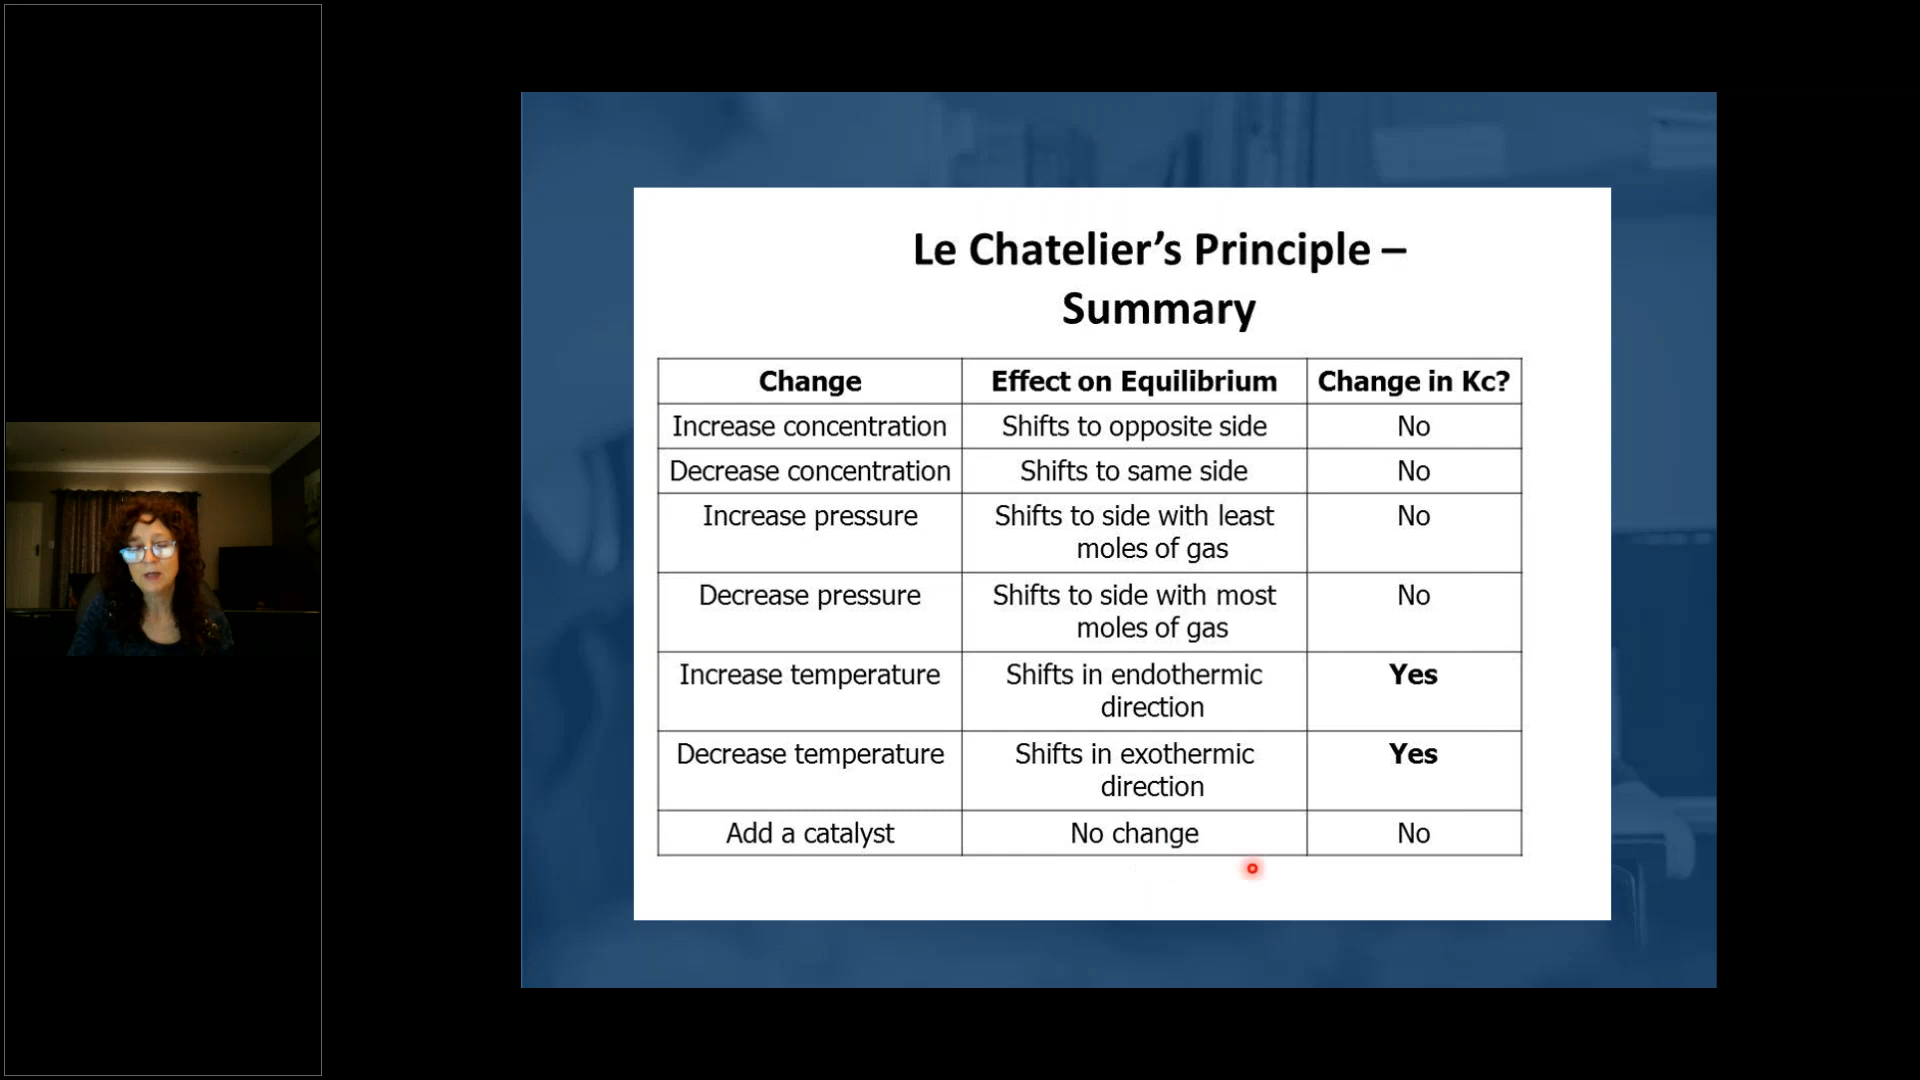 Le Chatelier’s Principle –
Summary
Change Effect on Equilibrium Change in Kc?
Increase concentration Shifts to opposite side No
Decrease concentration Shifts to same side No
Increase pressure Shifts to side with least No
moles of gas
Decrease pressure Shifts to side with most No
moles of gas
Increase temperature Shifts in endothermic Yes
direction
Decrease temperature Shifts in exothermic Yes
direction
Add a catalyst No change No